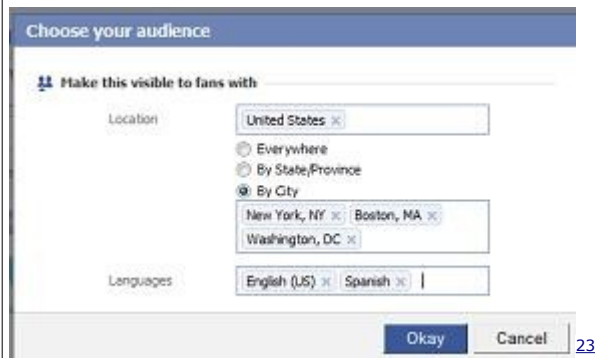 Choose your audience
Make this visible to fans with
Location United States ×
Everywhere
By State/Province
By City
New York, NY × Boston, MA ×
Washington, DC ×
Languages English (US) × Spanish ×
Okay Cancel 23